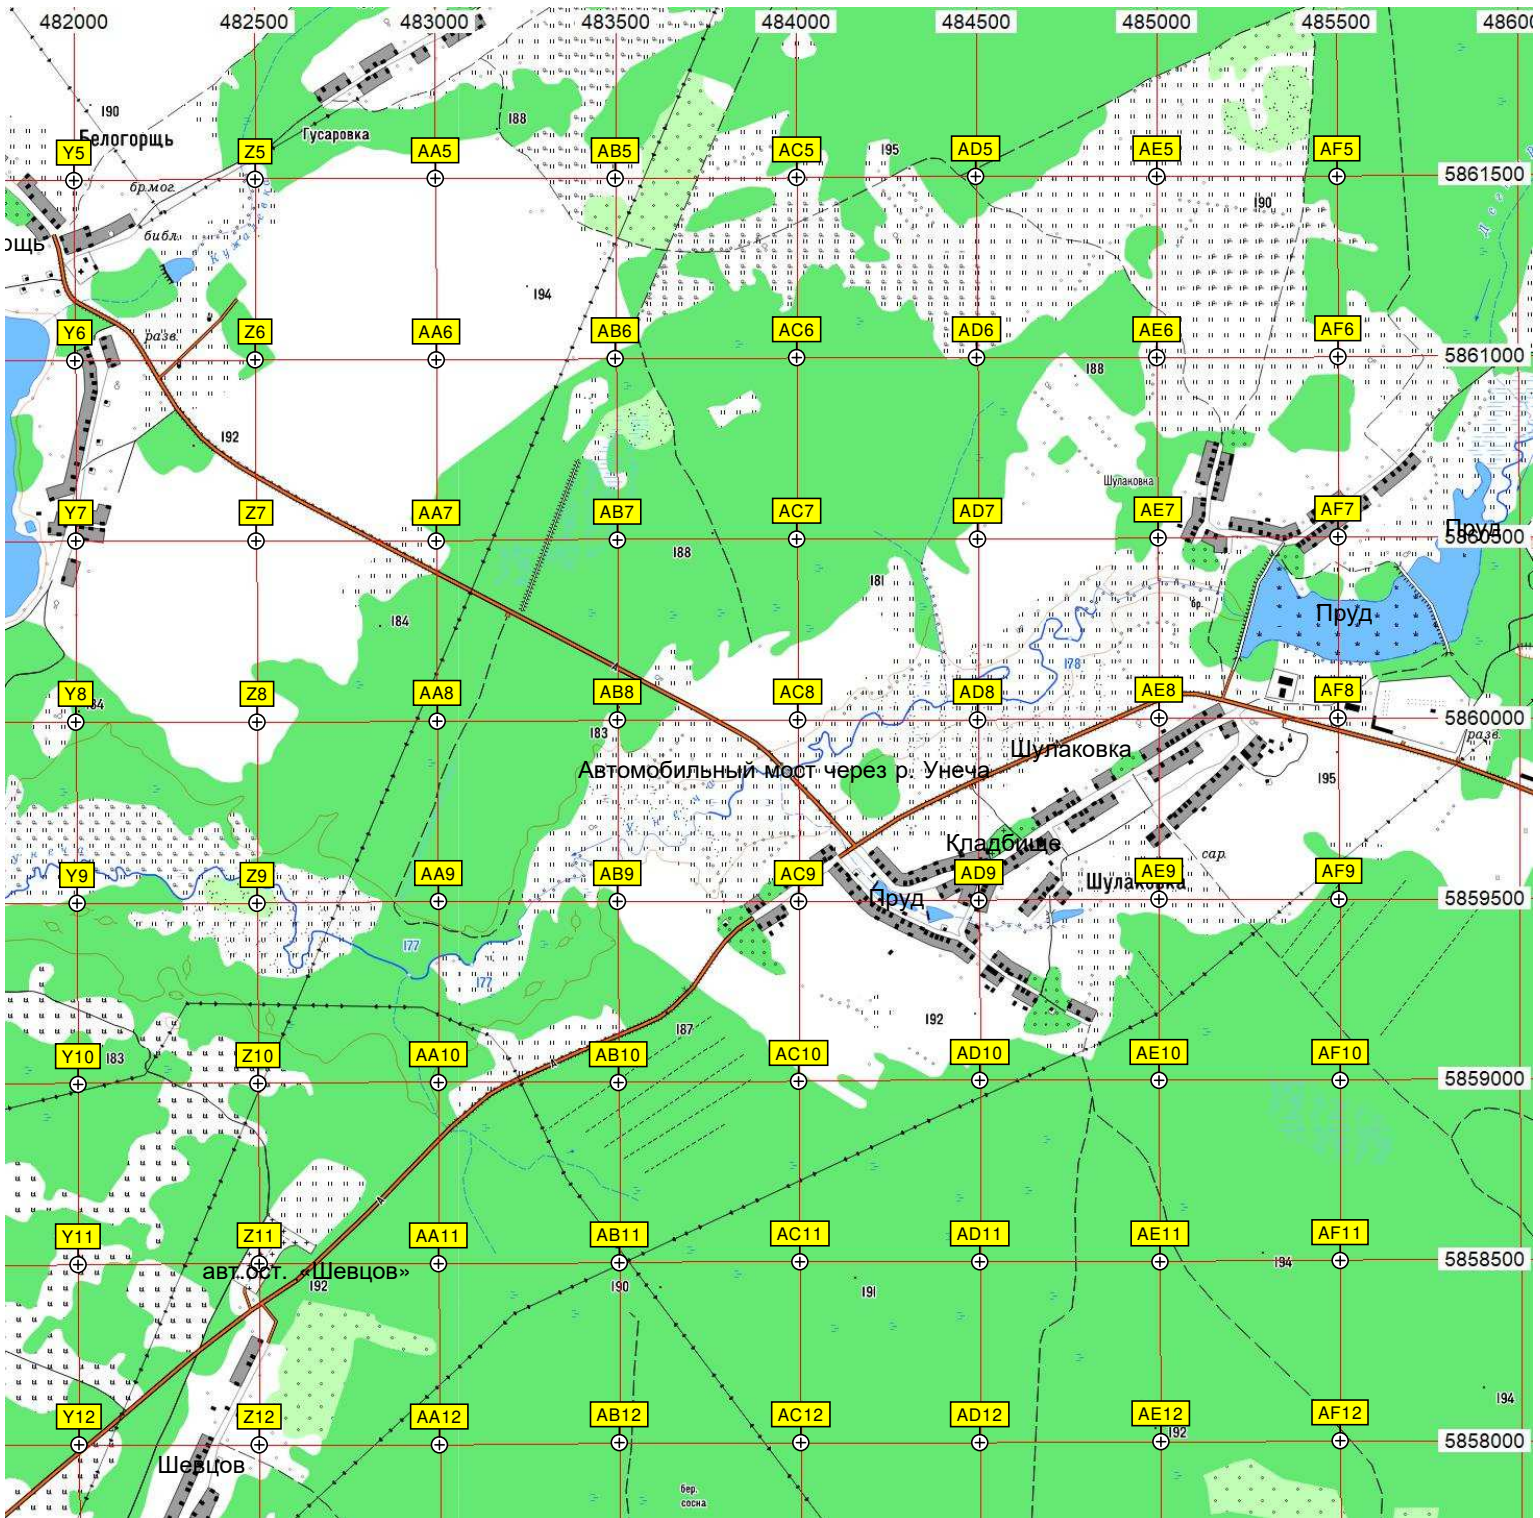 482000 482500 483000 483500 484000 484500 485000 485500
190
Белогорщь
Гусаровка
188
195
Y5 Z5 AA5 AB5 AC5 AD5 AE5 AF5
5861500
бр.мог.
190
библ.
194
Y6 Z6 AA6 AB6 AC6 AD6 AE6 AF6
разв.
5861000
188
192
Шулаковка
Y7 Z7 AA7 AB7 AC7 AD7 AE7 AF7
Пруд
5860500
188
181
бр.
Пруд
184
178
Y8 Z8 AA8 AB8 AC8 AD8 AE8 AF8
184
5860000
183
разв.
Шулаковка
Автомобильный мост через р. Унеча
195
Кладбище
сар.
Y9 Z9 AA9 AB9 AC9 AD9 AE9 AF9
Шулаковка
Пруд
5859500
177
177
192
187
Y10 Z10 AA10 AB10 AC10 AD10 AE10 AF10
183
5859000
Y11 Z11 AA11 AB11 AC11 AD11 AE11 AF11
5858500
авт. ост. «Шевцов»
192
190
191
194
194
Y12 Z12 AA12 AB12 AC12 AD12 AE12 AF12
192
5858000
Шевцов
бер.
сосна